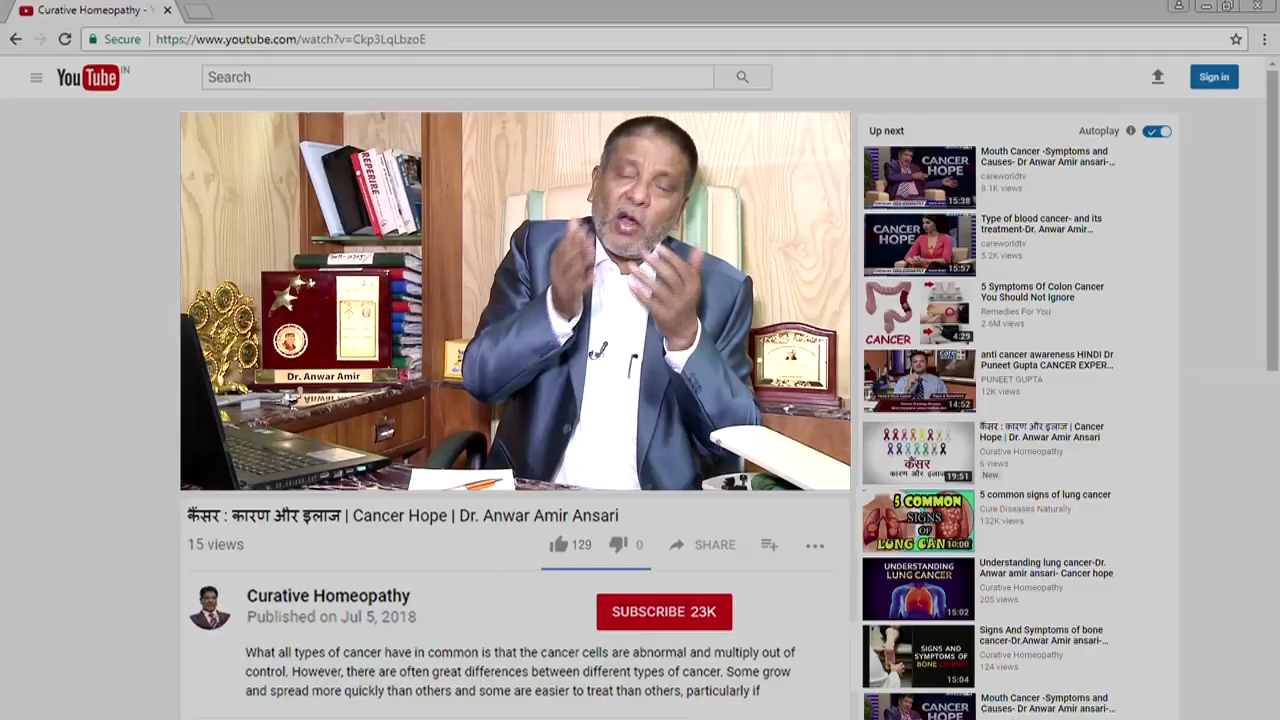 Curative Homeopathy -
Secure
https://www.youtube.com/watch?v=Ckp3LqLbzoE
YouTube IN
Search
Sign in
REPERIRE
Dr. Anwar Amir
कैंसर : कारण और इलाज | Cancer Hope | Dr. Anwar Amir Ansari
15 views
129
0
SHARE
Curative Homeopathy
Published on Jul 5, 2018
SUBSCRIBE 23K
What all types have in common is that the cancer cells are abnormal and multiply out of
control. However, there are often great differences between different types of cancer. Some grow
and spread more quickly than others and some are easier to treat than others, particularly if
Up next
Autoplay
CANCER
HOPE
15:38
Mouth Cancer -Symptoms and
Causes- Dr Anwar Amir ansari-...
careworldtv
8.1K views
CANCER
HOPE
15:57
Type of blood cancer- and its
treatment-Dr. Anwar Amir...
careworldtv
5.2K views
CANCER
4:29
5 Symptoms Of Colon Cancer
You Should Not Ignore
Remedies For You
2.6M views
14:52
anti cancer awareness HINDI Dr
Puneet Gupta CANCER EXPER...
PUNEET GUPTA
12K views
कैंसर
कारण और इलाज
19:51
कैंसर : कारण और इलाज | Cancer
Hope | Dr. Anwar Amir Ansari
Curative Homeopathy
6 views
New
5 COMMON
SIGNS
OF
LUNG CAN
10:00
5 common signs of lung cancer
Cure Diseases Naturally
132K views
UNDERSTANDING
LUNG CANCER
15:02
Understanding lung cancer-Dr.
Anwar amir ansari- Cancer hope
Curative Homeopathy
205 views
SIGNS AND
SYMPTOMS OF
BONE CANCER
15:04
Signs And Symptoms of bone
cancer-Dr.Anwar Amir ansari-...
Curative Homeopathy
124 views
CANCER
Mouth Cancer -Symptoms and
Causes- Dr Anwar Amir ansari-...